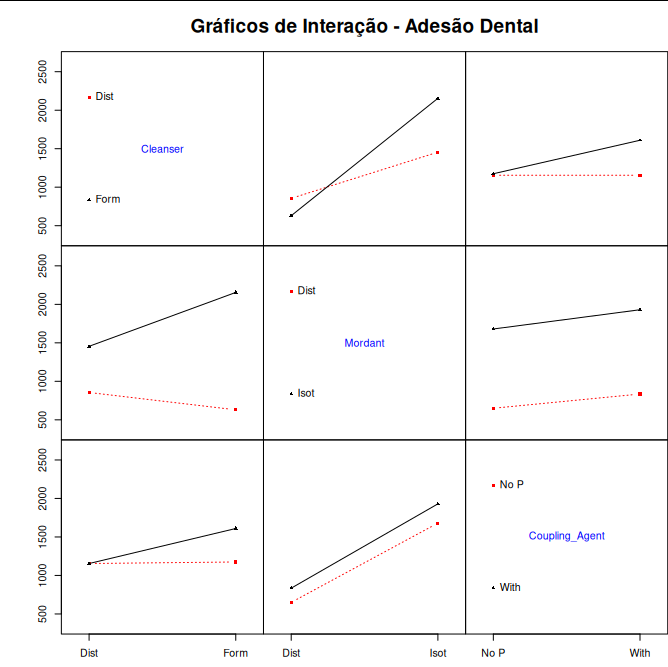 Gráficos de Interação - Adesão Dental
2500
2000
1500
1000
500
Dist
Cleanser
Form
2500
2000
1500
1000
500
Dist
Mordant
Isot
2500
2000
1500
1000
500
No P
Coupling_Agent
With
Dist Form Dist Isot No P With